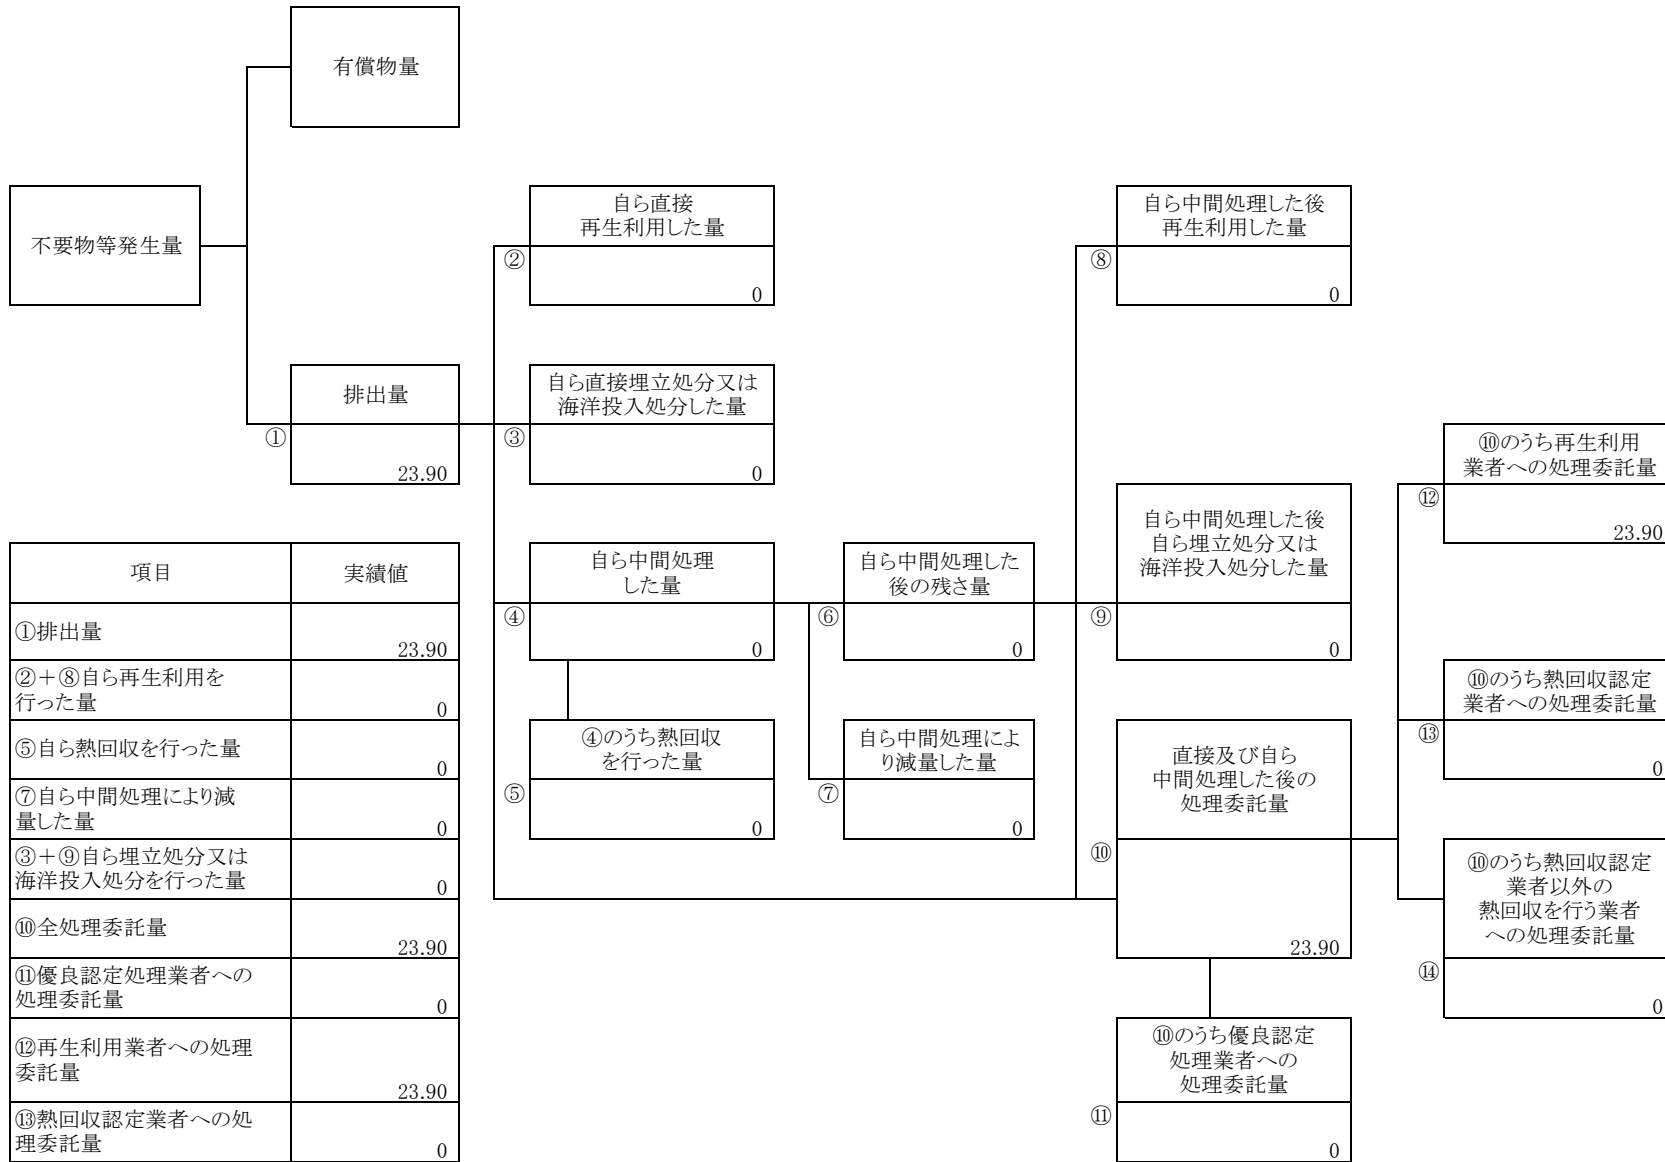 有償物量
不要物等発生量
自ら直接
再生利用した量
②
0
自ら中間処理した後
再生利用した量
⑧
0
排出量
①
23.90
自ら直接埋立処分又は
海洋投入処分した量
③
0
⑩のうち再生利用
業者への処理委託量
⑫
23.90
自ら中間処理した後
自ら埋立処分又は
海洋投入処分した量
⑨
0
自ら中間処理
した量
④
0
自ら中間処理した
後の残さ量
⑥
0
⑩のうち熱回収認定
業者への処理委託量
⑬
0
④のうち熱回収
を行った量
⑤
0
自ら中間処理によ
り減量した量
⑦
0
直接及び自ら
中間処理した後の
処理委託量
⑩
23.90
⑩のうち熱回収認定
業者以外の
熱回収を行う業者
への処理委託量
⑭
0
⑩のうち優良認定
処理業者への
処理委託量
⑪
0
項目 実績値
①排出量
23.90
②+⑧自ら再生利用を
行った量
0
⑤自ら熱回収を行った量
0
⑦自ら中間処理により減
量した量
0
③+⑨自ら埋立処分又は
海洋投入処分を行った量
0
⑩全処理委託量
23.90
⑪優良認定処理業者への
処理委託量
0
⑫再生利用業者への処理
委託量
23.90
⑬熱回収認定業者への処
理委託量
0